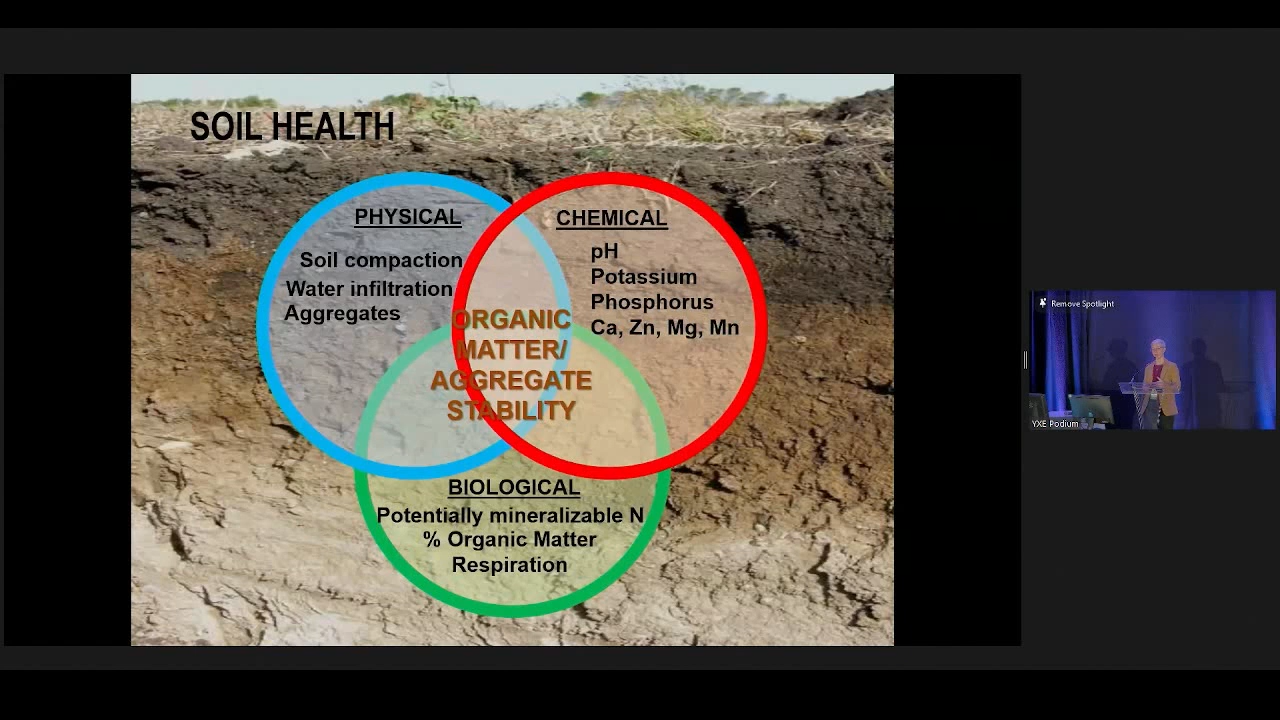 SOIL HEALTH
PHYSICAL
Soil compaction
Water infiltration
Aggregates
CHEMICAL
pH
Potassium
Phosphorus
Ca, Zn, Mg, Mn
ORGANIC
MATTER/
AGGREGATE
STABILITY
BIOLOGICAL
Potentially mineralizable N
% Organic Matter
Respiration
Remove Spotlight
YXE Podium